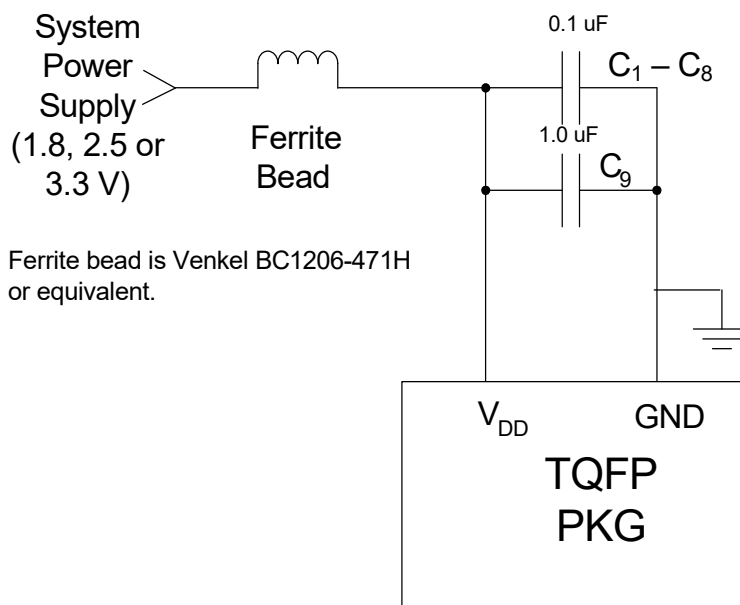 System
Power
Supply
(1.8, 2.5 or
3.3 V)
Ferrite
Bead
0.1 uF
C₁ – C₈
1.0 uF
C₉
Ferrite bead is Venkel BC1206-471H
or equivalent.
V_DD
GND
TQFP
PKG